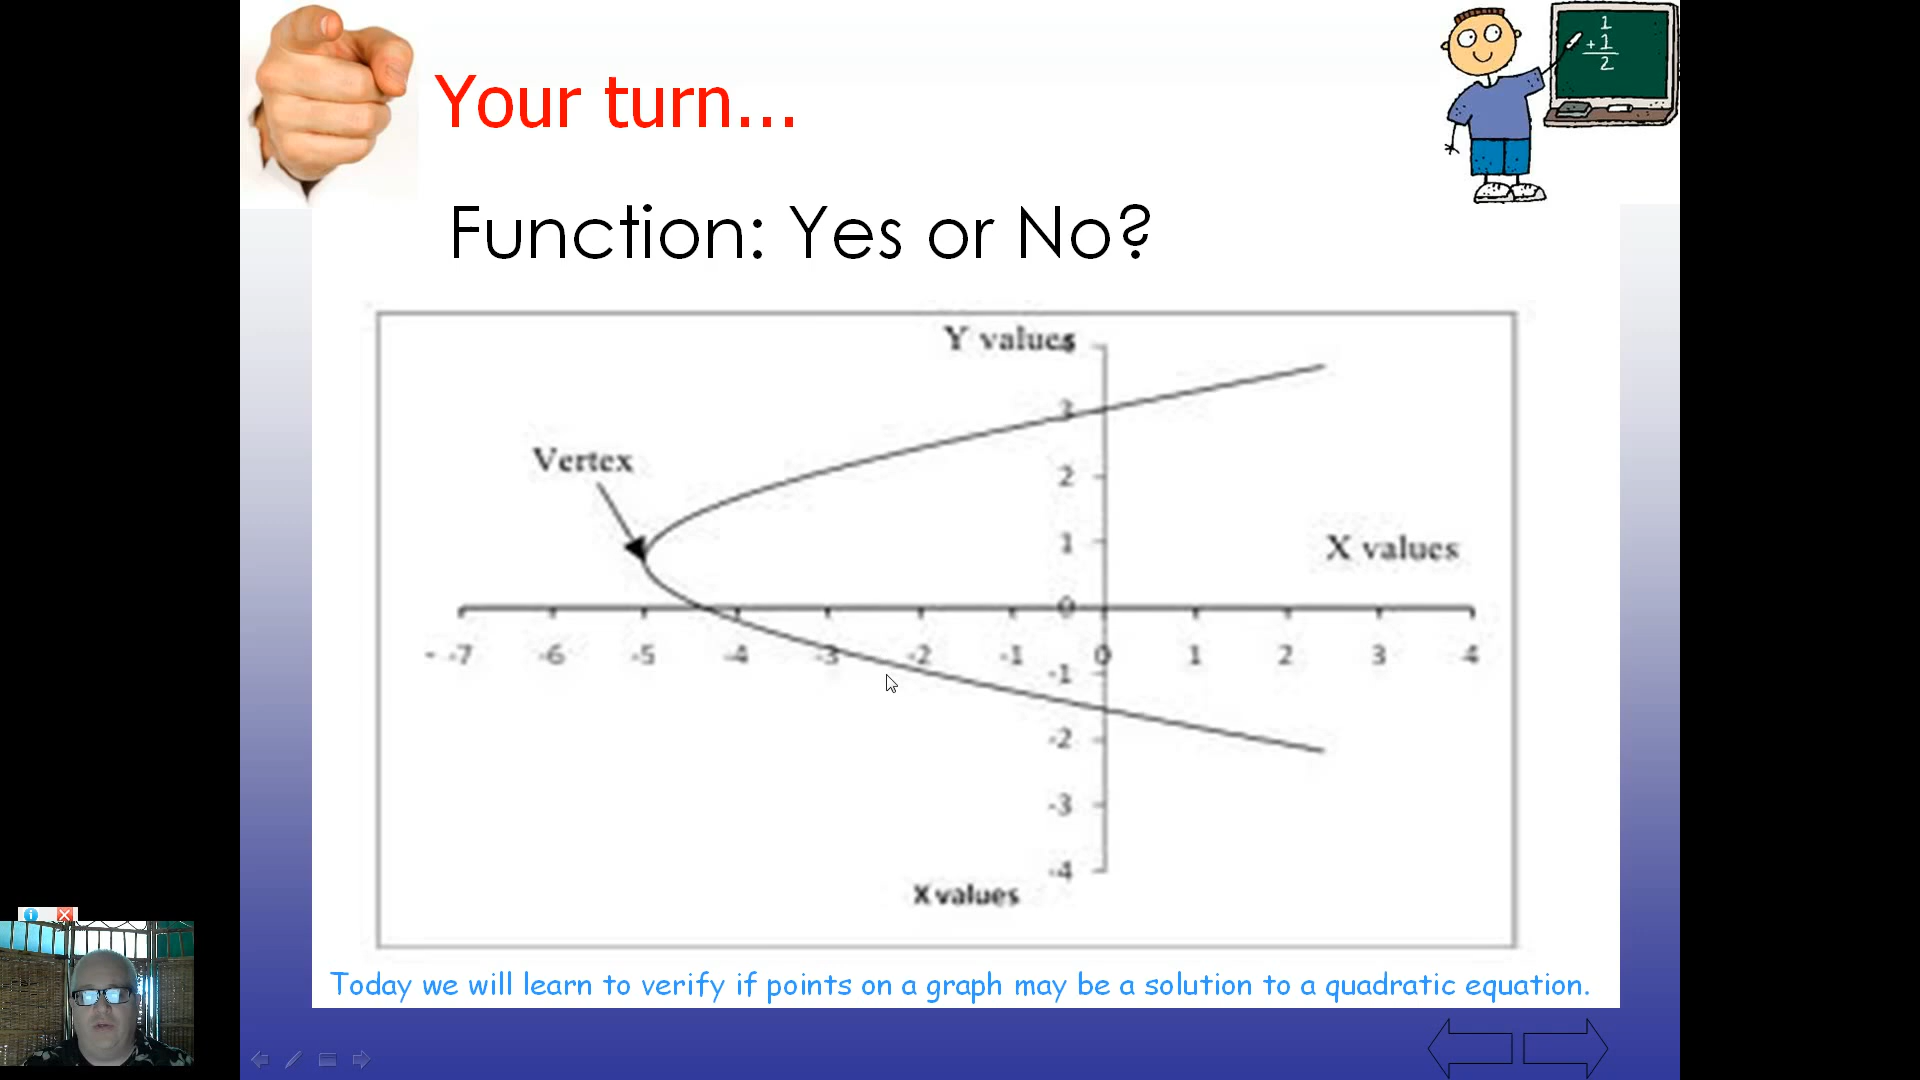 Your turn...
1
+1
2
Function: Yes or No?
Y values
4
3
Vertex
2
1
X values
0
- -7 -6 -5 -4 -3 -2 -1 0 1 2 3 4
-1
-2
-3
-4
X values
Today we will learn to verify if points on a graph may be a solution to a quadratic equation.